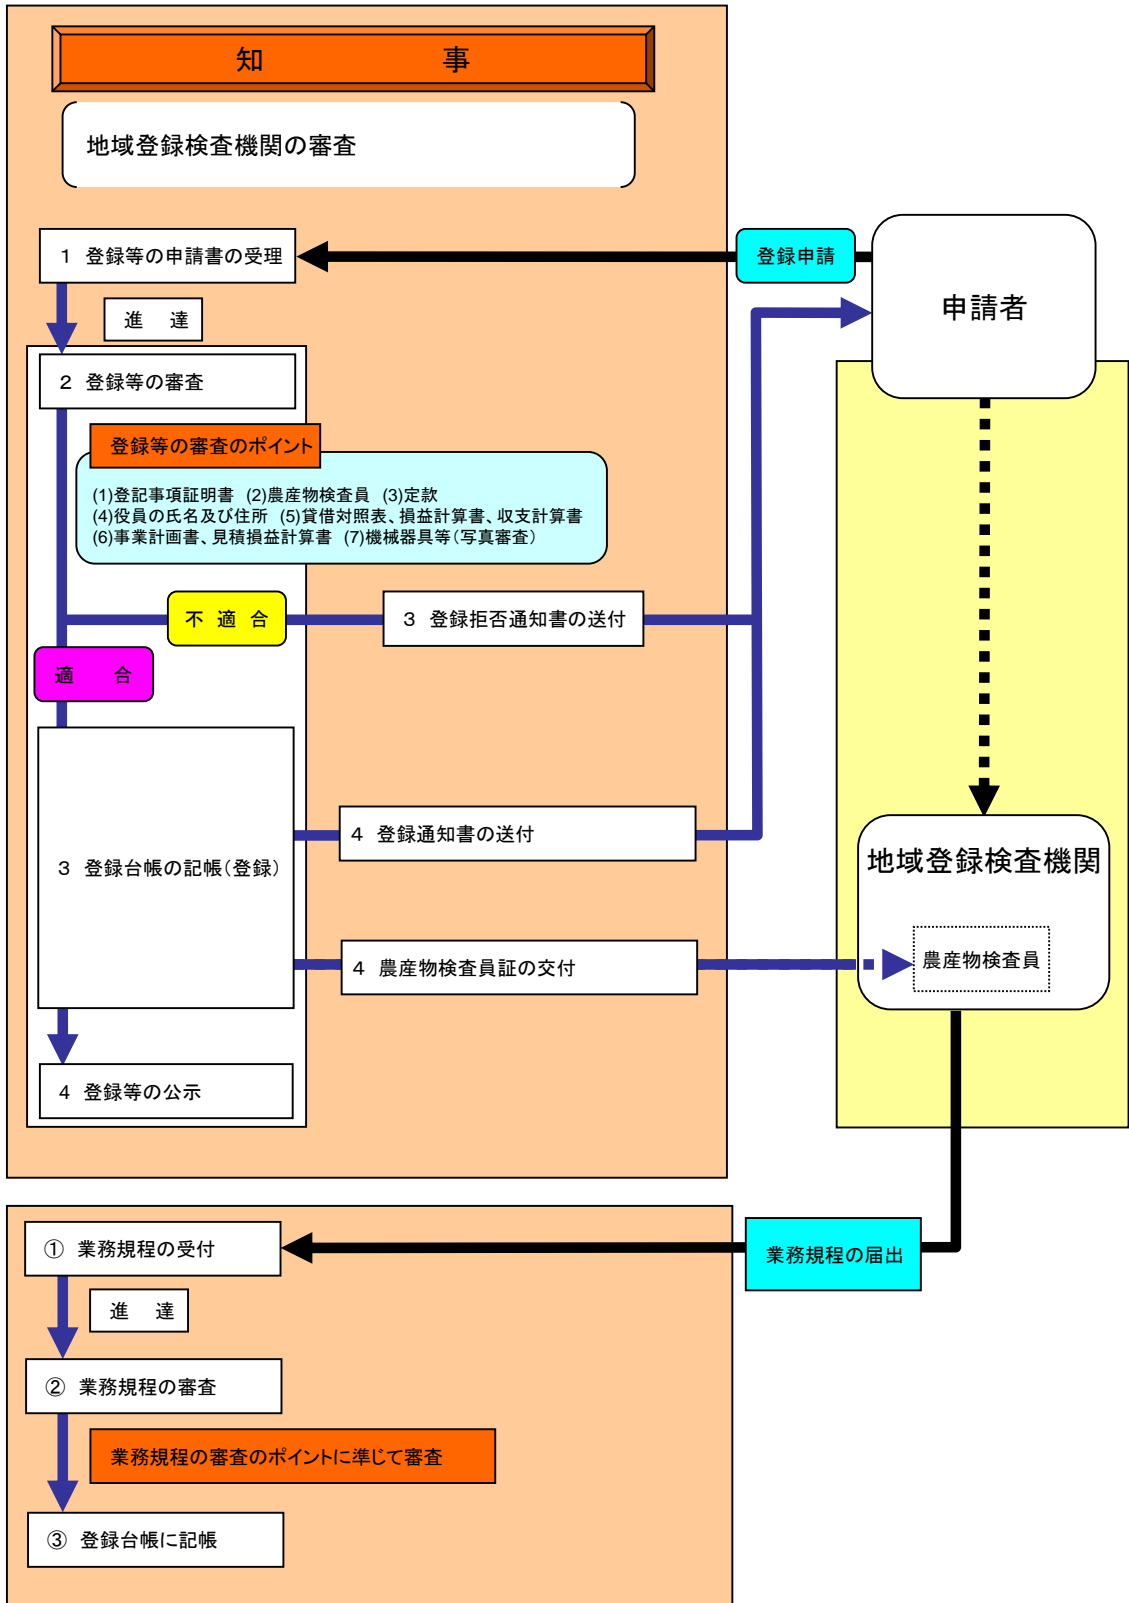 知　事
地域登録検査機関の審査
１ 登録等の申請書の受理
登録申請
申請者
進　達
２ 登録等の審査
登録等の審査のポイント
(1)登記事項証明書 (2)農産物検査員 (3)定款
(4)役員の氏名及び住所 (5)貸借対照表、損益計算書、収支計算書
(6)事業計画書、見積損益計算書 (7)機械器具等(写真審査)
不 適 合
３ 登録拒否通知書の送付
適　合
３ 登録台帳の記帳(登録)
４ 登録通知書の送付
地域登録検査機関
４ 農産物検査員証の交付
農産物検査員
４ 登録等の公示
① 業務規程の受付
業務規程の届出
進　達
② 業務規程の審査
業務規程の審査のポイントに準じて審査
③ 登録台帳に記帳